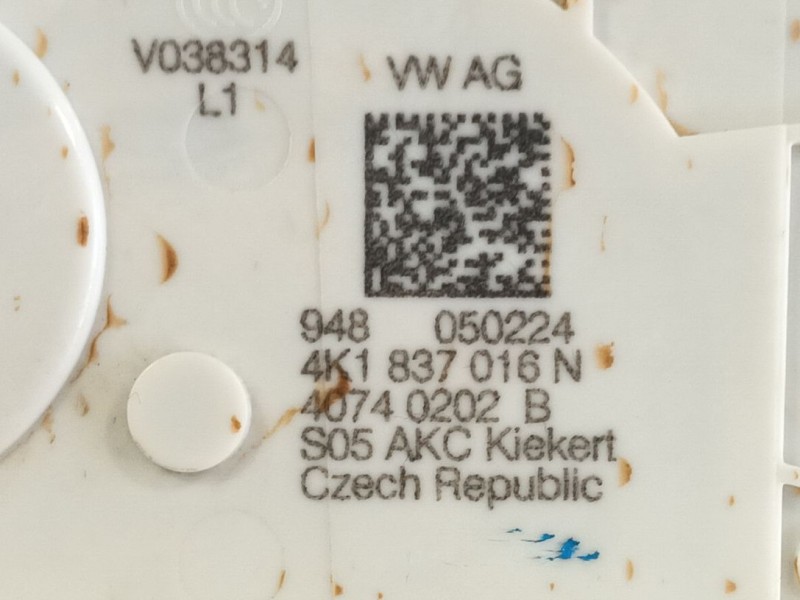 V038314
L1
VW AG
948 050224
4K1 837 016 N
4074 0202 B
S05 AKC Kiekert
Czech Republic